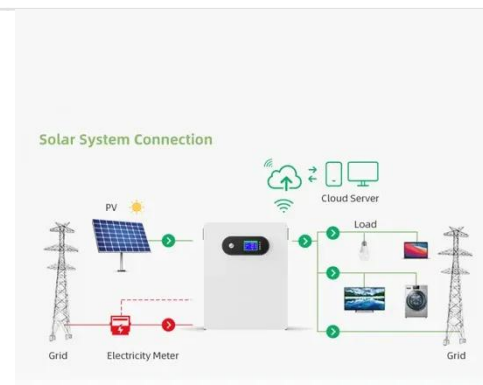 Solar System Connection
Cloud Server
PV
Load
Grid
Electricity Meter
Grid